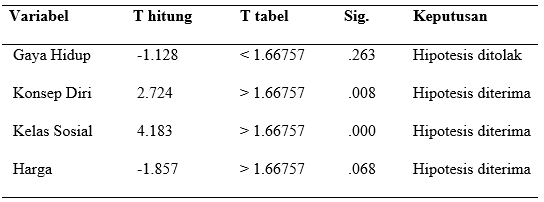 Variabel T hitung T tabel Sig. Keputusan
Gaya Hidup -1.128 < 1.66757 .263 Hipotesis ditolak
Konsep Diri 2.724 > 1.66757 .008 Hipotesis diterima
Kelas Sosial 4.183 > 1.66757 .000 Hipotesis diterima
Harga -1.857 > 1.66757 .068 Hipotesis diterima